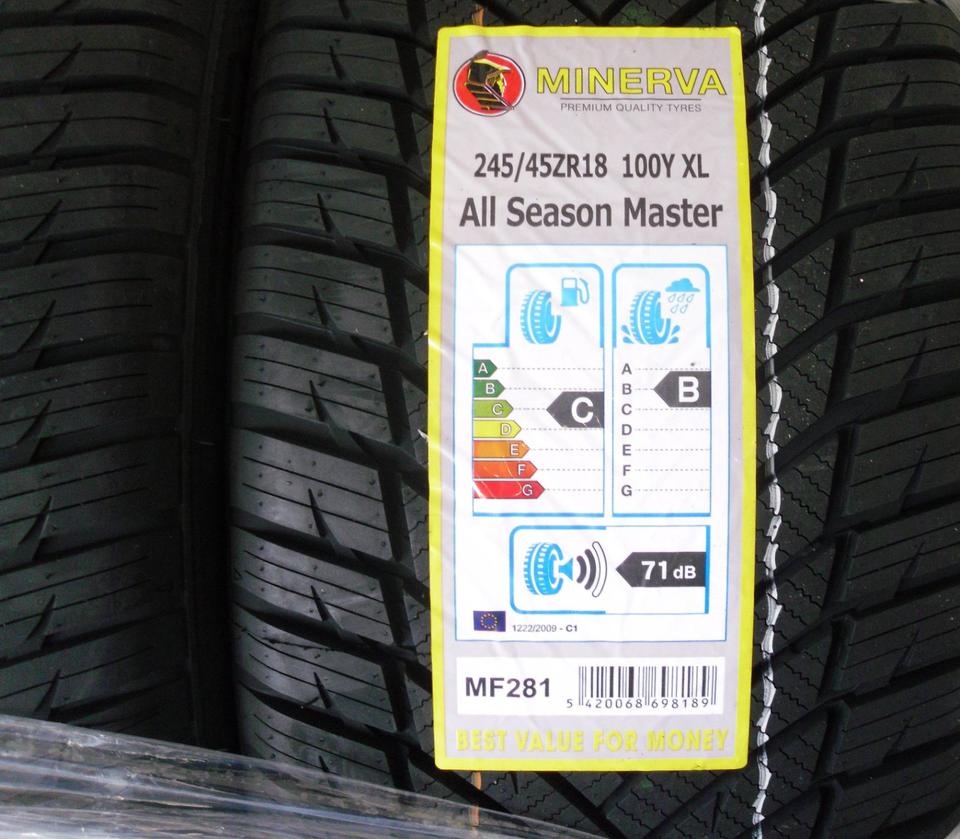 MINERVA
PREMIUM QUALITY TYRES
245/45ZR18 100Y XL
All Season Master
A
B
C
D
E
F
G
C
A
B
C
D
E
F
G
B
71 dB
1222/2009 - C1
MF281
5 420068 698189
BEST VALUE FOR MONEY